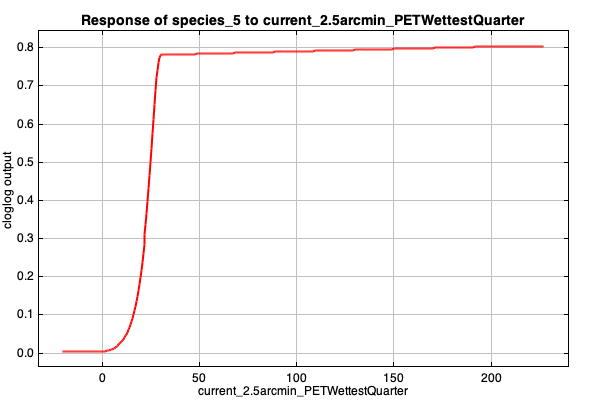 Response of species_5 to current_2.5arcmin_PETWettestQuarter
0.8
0.7
0.6
0.5
0.4
0.3
0.2
0.1
0.0
cloglog output
0 50 100 150 200
current_2.5arcmin_PETWettestQuarter